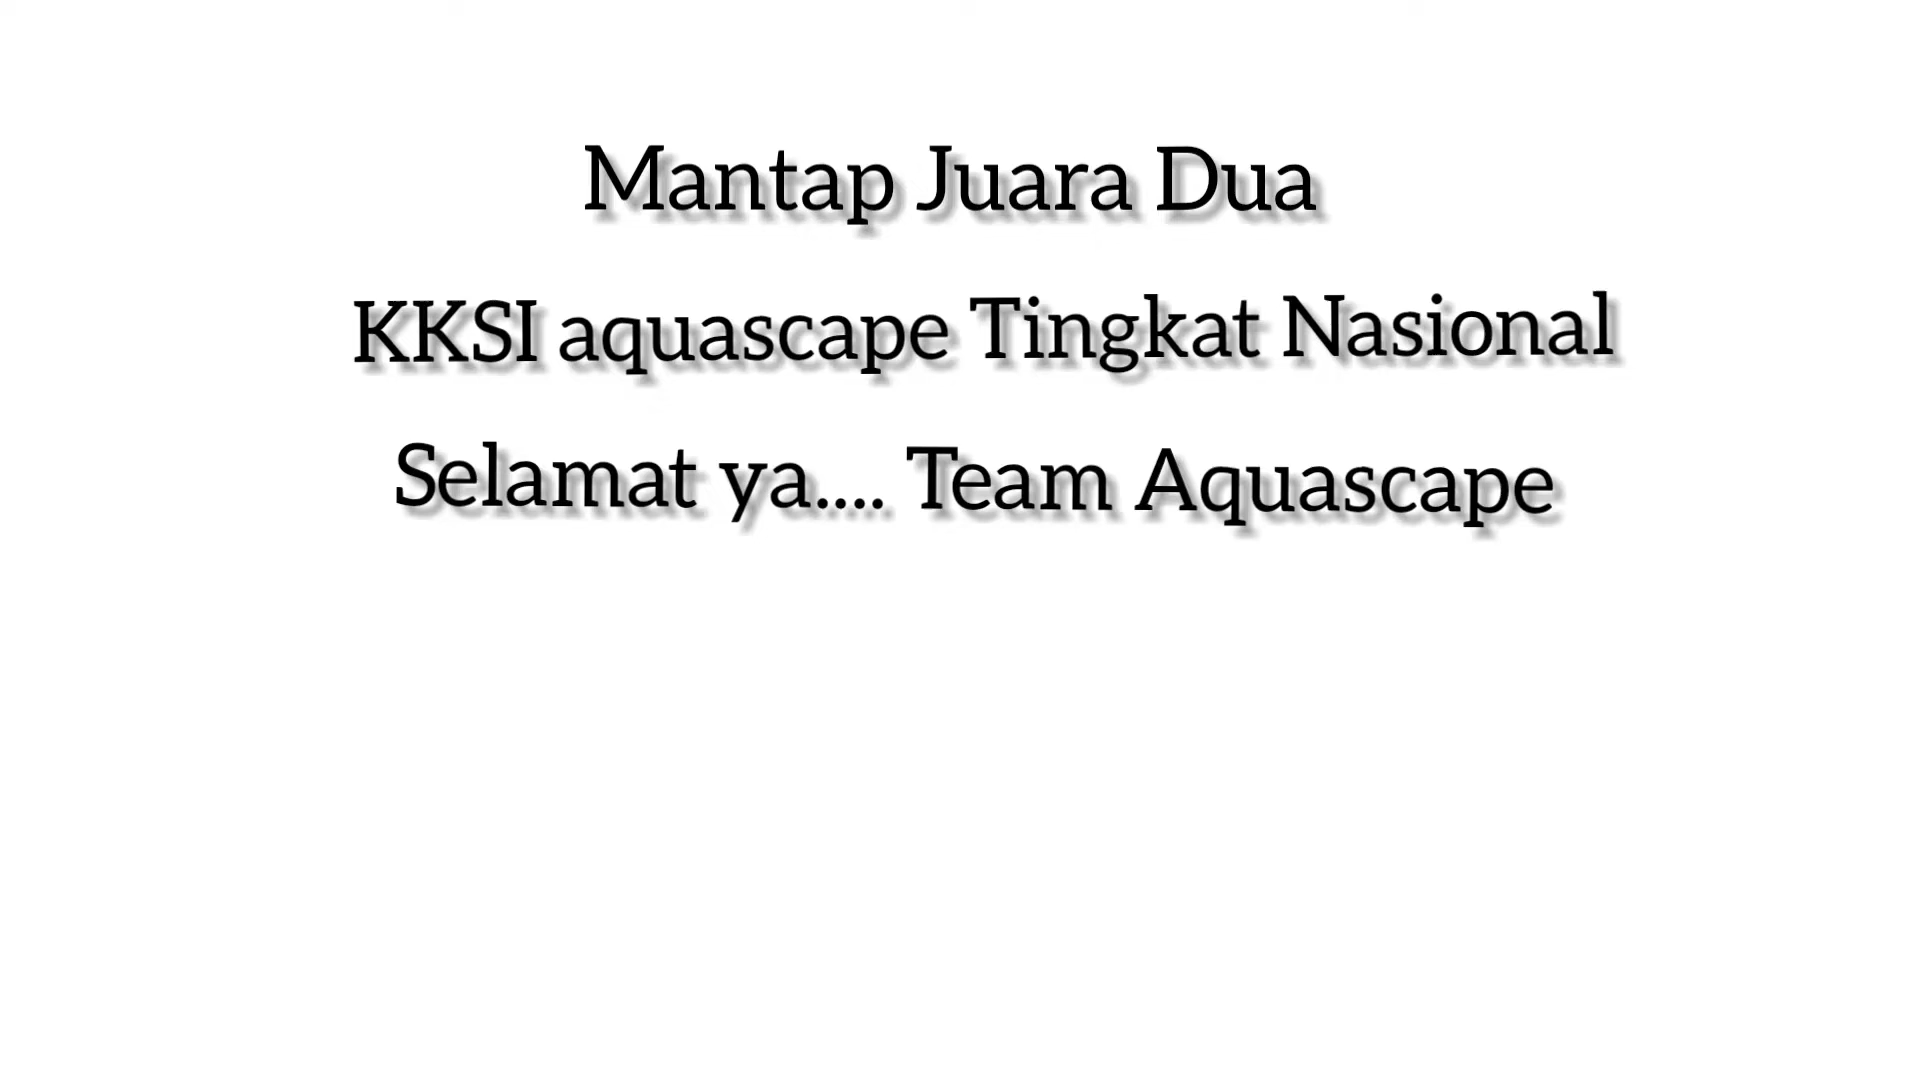 Mantap Juara Dua
KKSI aquascape Tingkat Nasional
Selamat ya.... Team Aquascape